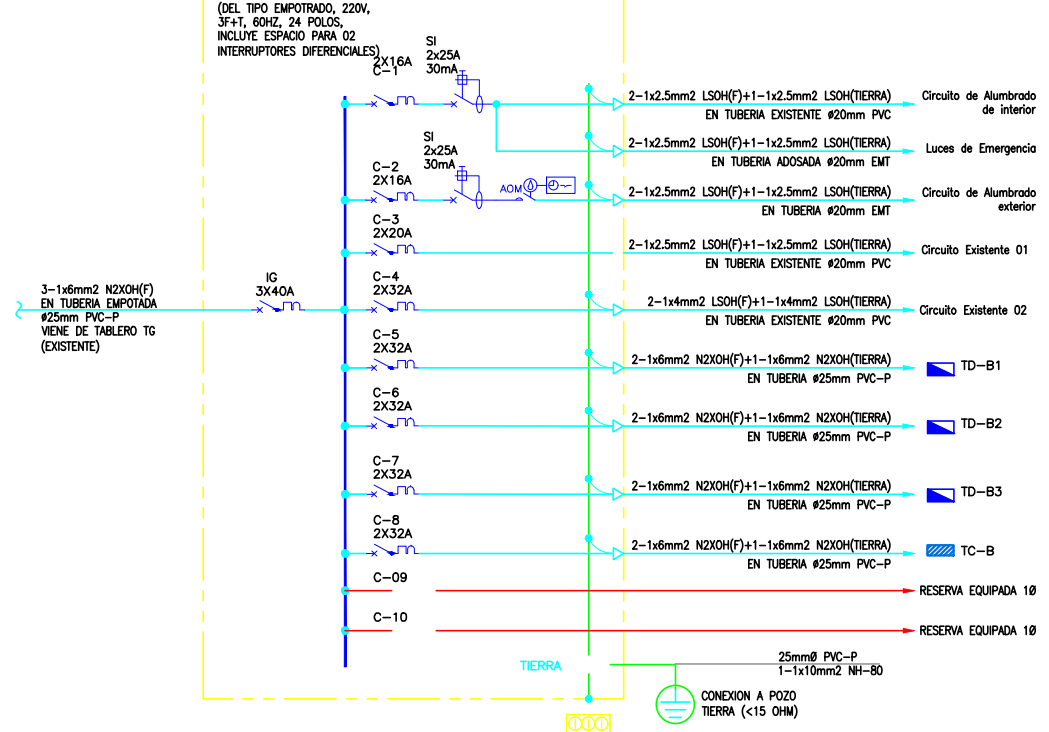 (DEL TIPO EMPOTRADO, 220V,
3F+T, 60HZ, 24 POLOS,
INCLUYE ESPACIO PARA 02
INTERRUPTORES DIFERENCIALES)
2X16A
C-1
SI
2x25A
30mA
2-1x2.5mm2 LSOH(F)+1-1x2.5mm2 LSOH(TIERRA)
EN TUBERIA EXISTENTE ø20mm PVC
Circuito de Alumbrado
de interior
2-1x2.5mm2 LSOH(F)+1-1x2.5mm2 LSOH(TIERRA)
EN TUBERIA ADOSADA ø20mm EMT
Luces de Emergencia
C-2
2X16A
SI
2x25A
30mA
AOM
2-1x2.5mm2 LSOH(F)+1-1x2.5mm2 LSOH(TIERRA)
EN TUBERIA ø20mm EMT
Circuito de Alumbrado
exterior
C-3
2X20A
2-1x2.5mm2 LSOH(F)+1-1x2.5mm2 LSOH(TIERRA)
EN TUBERIA EXISTENTE ø20mm PVC
Circuito Existente 01
3-1x6mm2 N2XOH(F)
EN TUBERIA EMPOTADA
ø25mm PVC-P
VIENE DE TABLERO TG
(EXISTENTE)
IG
3X40A
C-4
2X32A
2-1x4mm2 LSOH(F)+1-1x4mm2 LSOH(TIERRA)
EN TUBERIA EXISTENTE ø20mm PVC
Circuito Existente 02
C-5
2X32A
2-1x6mm2 N2XOH(F)+1-1x6mm2 N2XOH(TIERRA)
EN TUBERIA ø25mm PVC-P
TD-B1
C-6
2X32A
2-1x6mm2 N2XOH(F)+1-1x6mm2 N2XOH(TIERRA)
EN TUBERIA ø25mm PVC-P
TD-B2
C-7
2X32A
2-1x6mm2 N2XOH(F)+1-1x6mm2 N2XOH(TIERRA)
EN TUBERIA ø25mm PVC-P
TD-B3
C-8
2X32A
2-1x6mm2 N2XOH(F)+1-1x6mm2 N2XOH(TIERRA)
EN TUBERIA ø25mm PVC-P
TC-B
C-09
RESERVA EQUIPADA 1Ø
C-10
RESERVA EQUIPADA 1Ø
TIERRA
25mmØ PVC-P
1-1x10mm2 NH-80
CONEXION A POZO
TIERRA (<15 OHM)